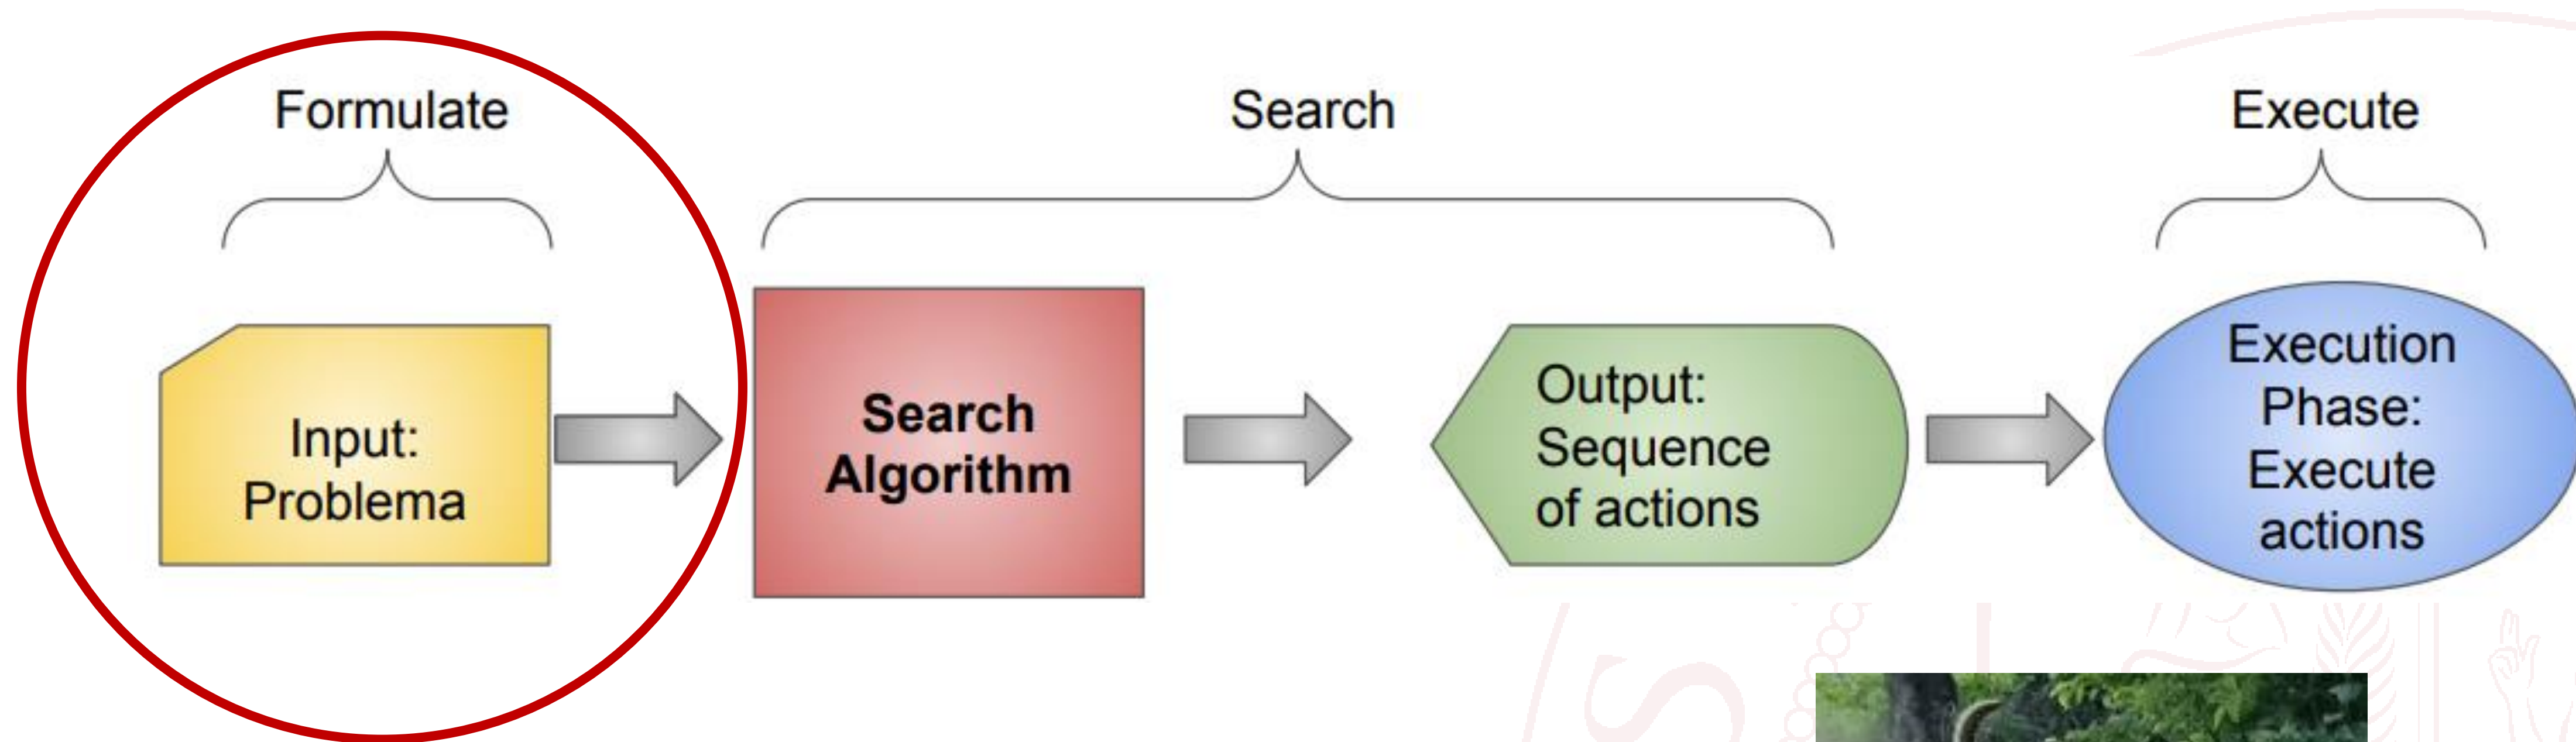 Formulate
Search
Execute
Input:
Problema
Search
Algorithm
Output:
Sequence
of actions
Execution
Phase:
Execute
actions